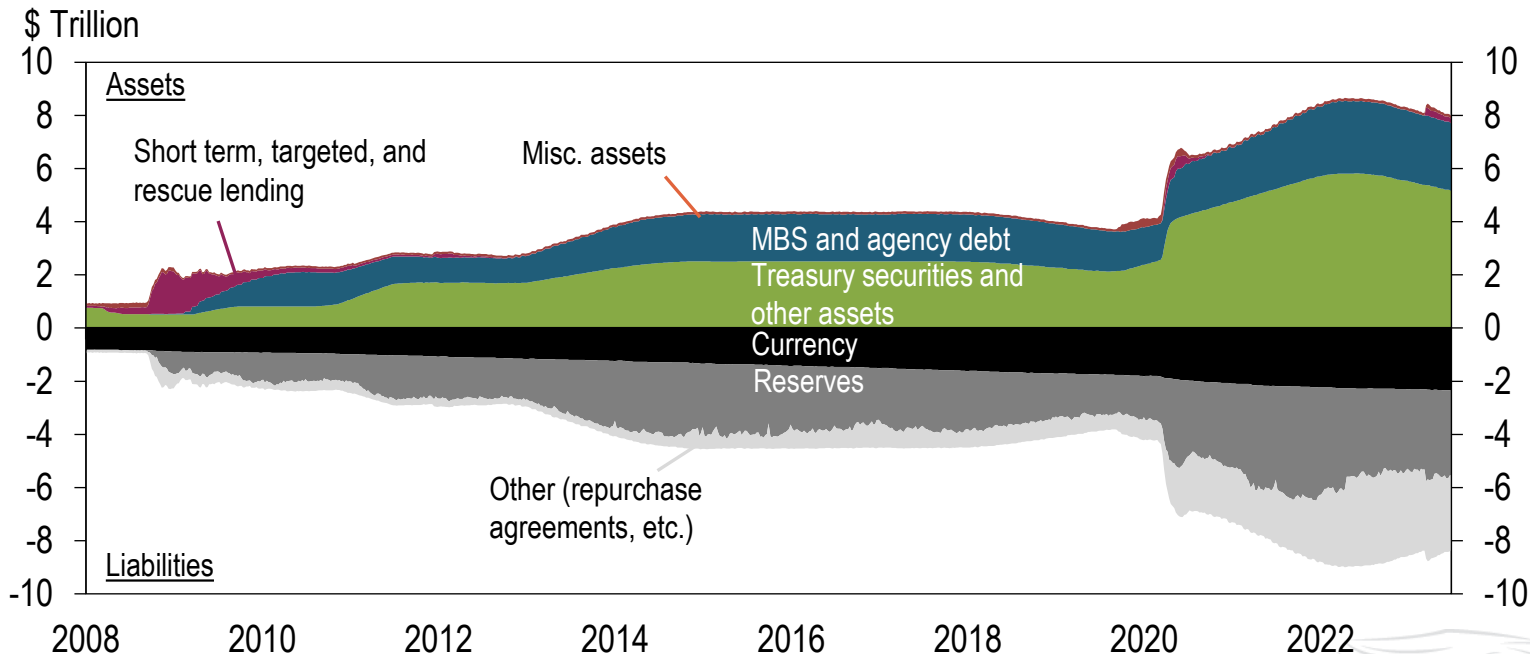 $ Trillion
10
8
6
4
2
0
-2
-4
-6
-8
-10
Assets
Short term, targeted, and
rescue lending
Misc. assets
MBS and agency debt
Treasury securities and
other assets
Currency
Reserves
Other (repurchase
agreements, etc.)
Liabilities
10
8
6
4
2
0
-2
-4
-6
-8
-10
2008 2010 2012 2014 2016 2018 2020 2022